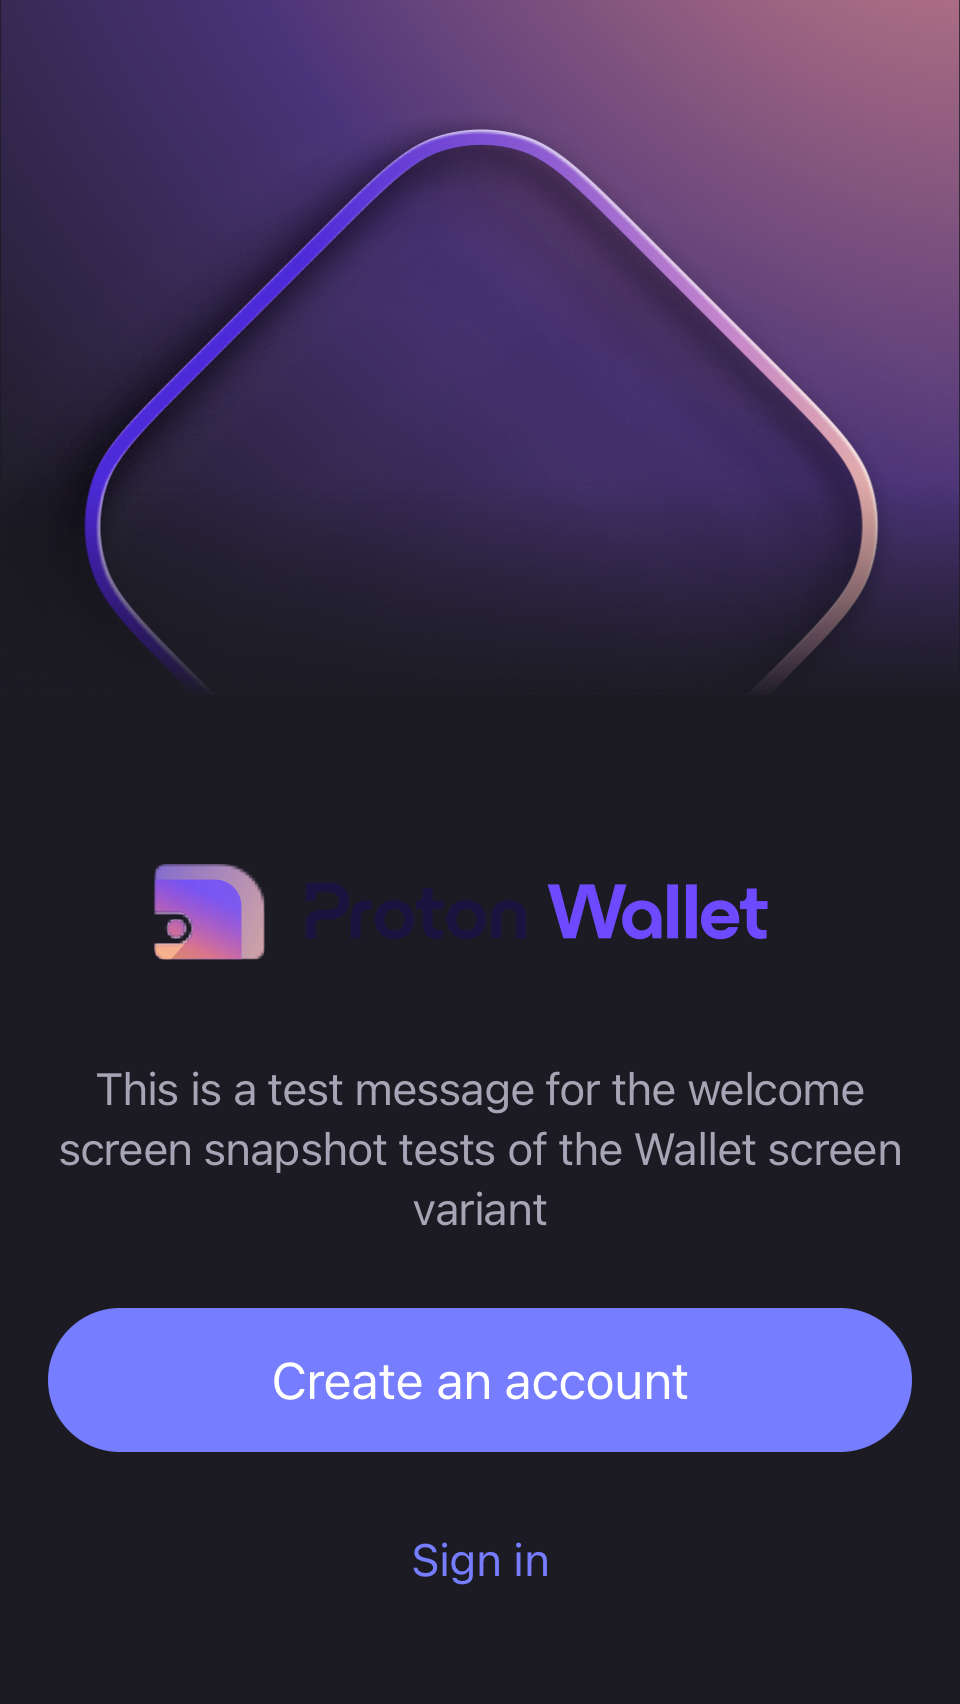 Proton Wallet
This is a test message for the welcome
screen snapshot tests of the Wallet screen
variant
Create an account
Sign in